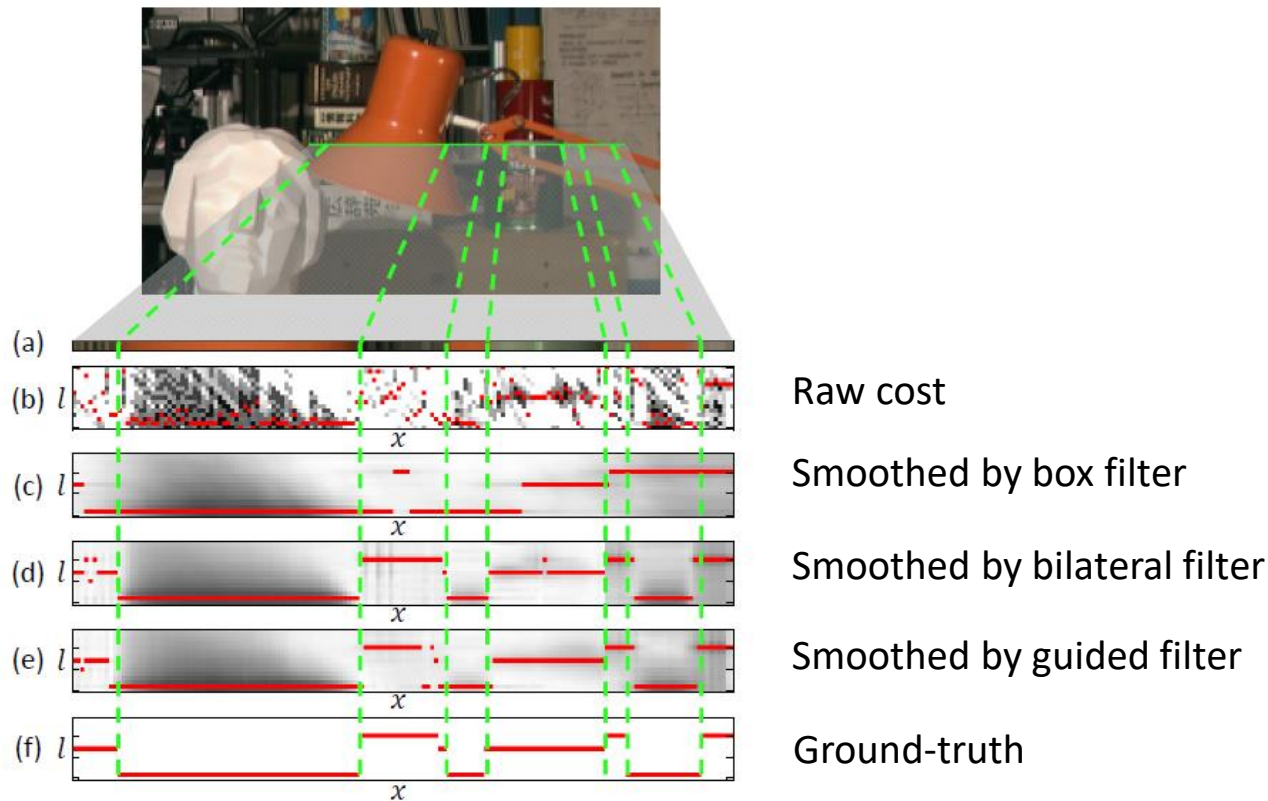 (a)
(b) l Raw cost
x
(c) l Smoothed by box filter
x
(d) l Smoothed by bilateral filter
x
(e) l Smoothed by guided filter
x
(f) l Ground-truth
x